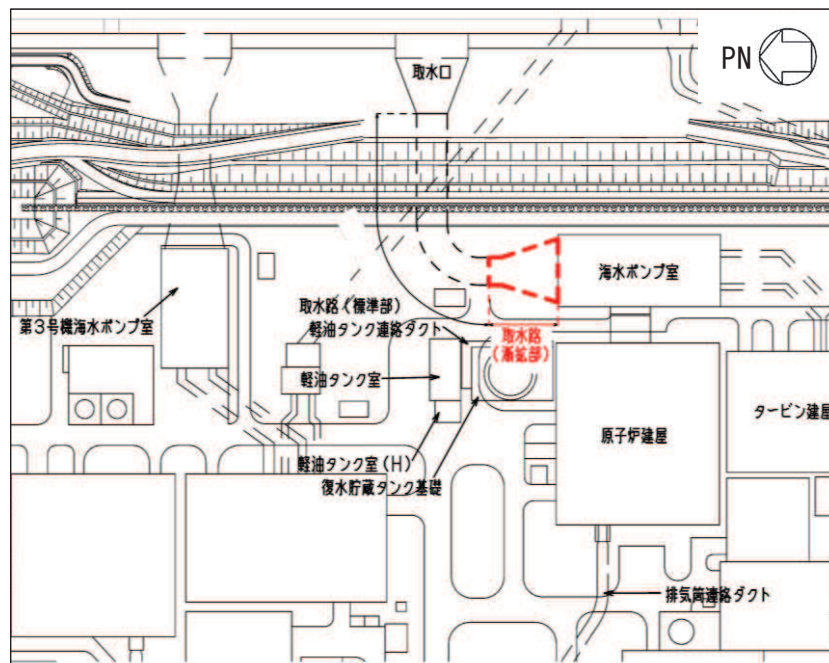 PN
取水口
海水ポンプ室
第3号機海水ポンプ室
取水路(標準部)
軽油タンク連絡ダクト
取水路
(漸拡部)
軽油タンク室
タービン建屋
原子炉建屋
軽油タンク室(H)
復水貯蔵タンク基礎
排気筒連絡ダクト